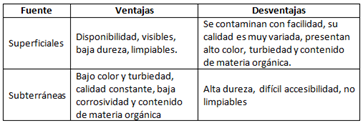 Fuente Ventajas Desventajas
Superficiales
Disponibilidad, visibles,
baja dureza, limpiables.
Se contaminan con facilidad, su
calidad es muy variada, presentan
alto color, turbiedad y contenido
de materia orgánica.
Subterráneas
Bajo color y turbiedad,
calidad constante, baja
corrosividad y contenido
de materia orgánica
Alta dureza, difícil accesibilidad, no
limpiables